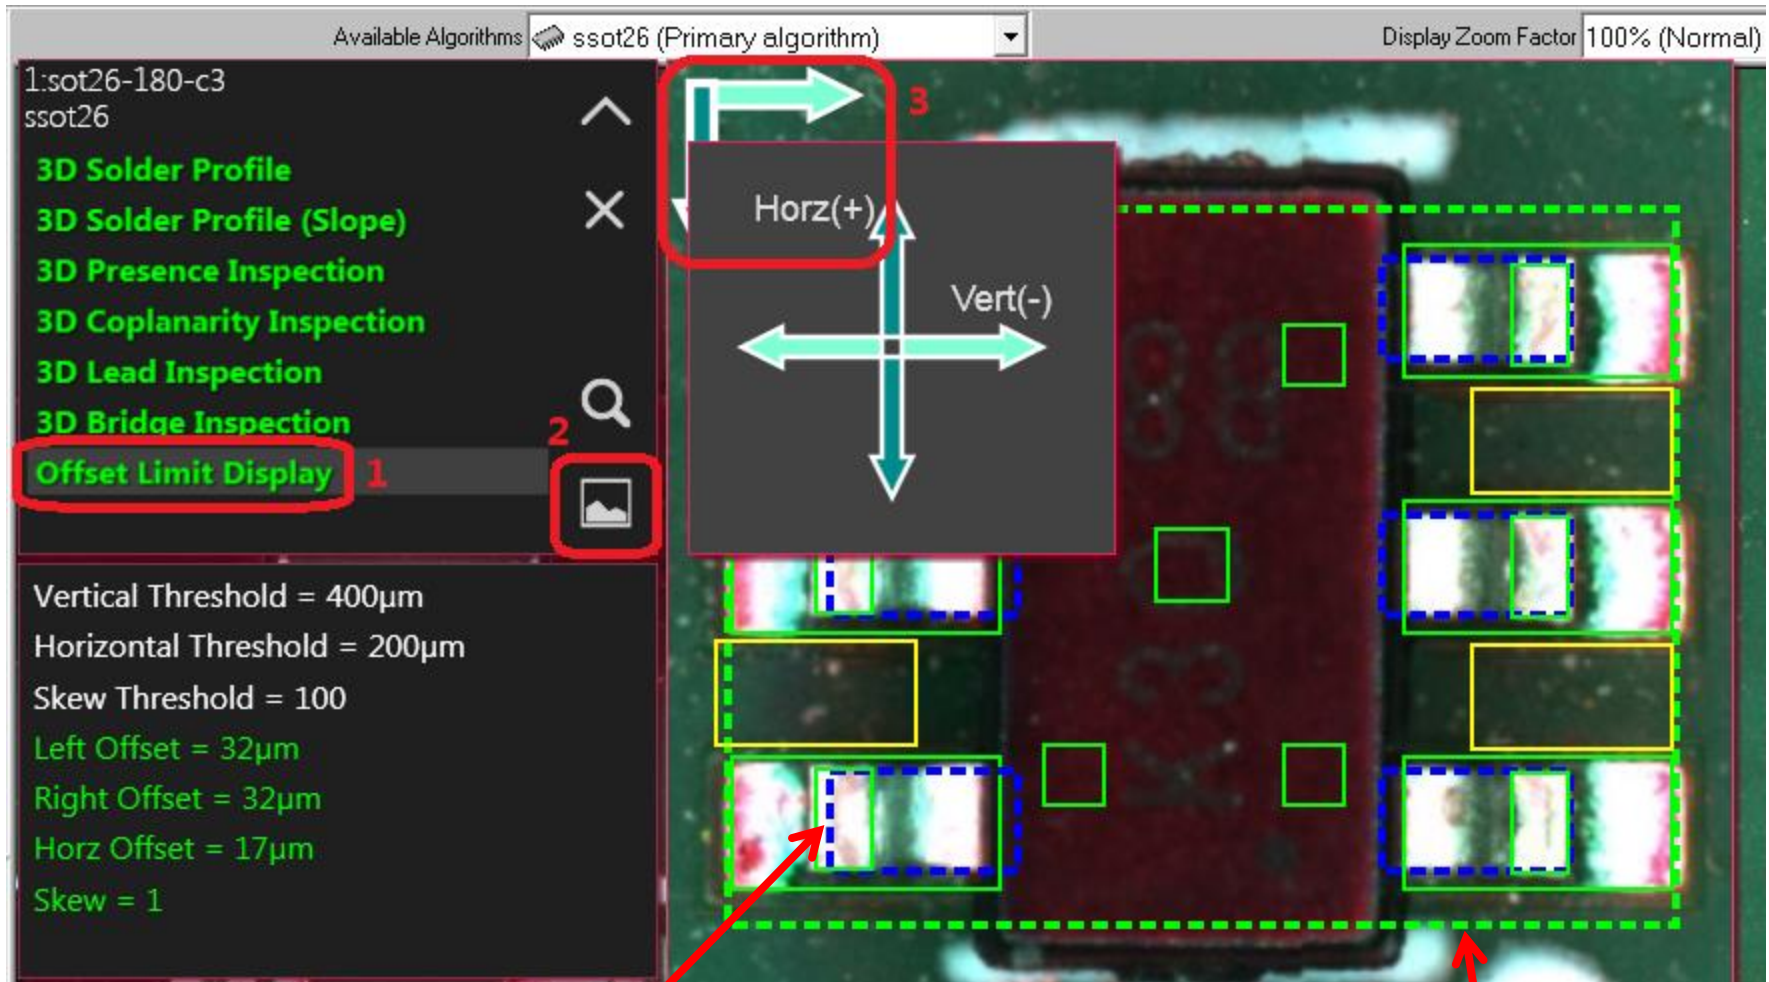 Available Algorithms ssot26 (Primary algorithm) Display Zoom Factor 100% (Normal)
1:sot26-180-c3
ssot26
3D Solder Profile
3D Solder Profile (Slope)
3D Presence Inspection
3D Coplanarity Inspection
3D Lead Inspection
3D Bridge Inspection
2
Offset Limit Display 1
Vertical Threshold = 400µm
Horizontal Threshold = 200µm
Skew Threshold = 100
Left Offset = 32µm
Right Offset = 32µm
Horz Offset = 17µm
Skew = 1
3
Horz(+)
Vert(-)